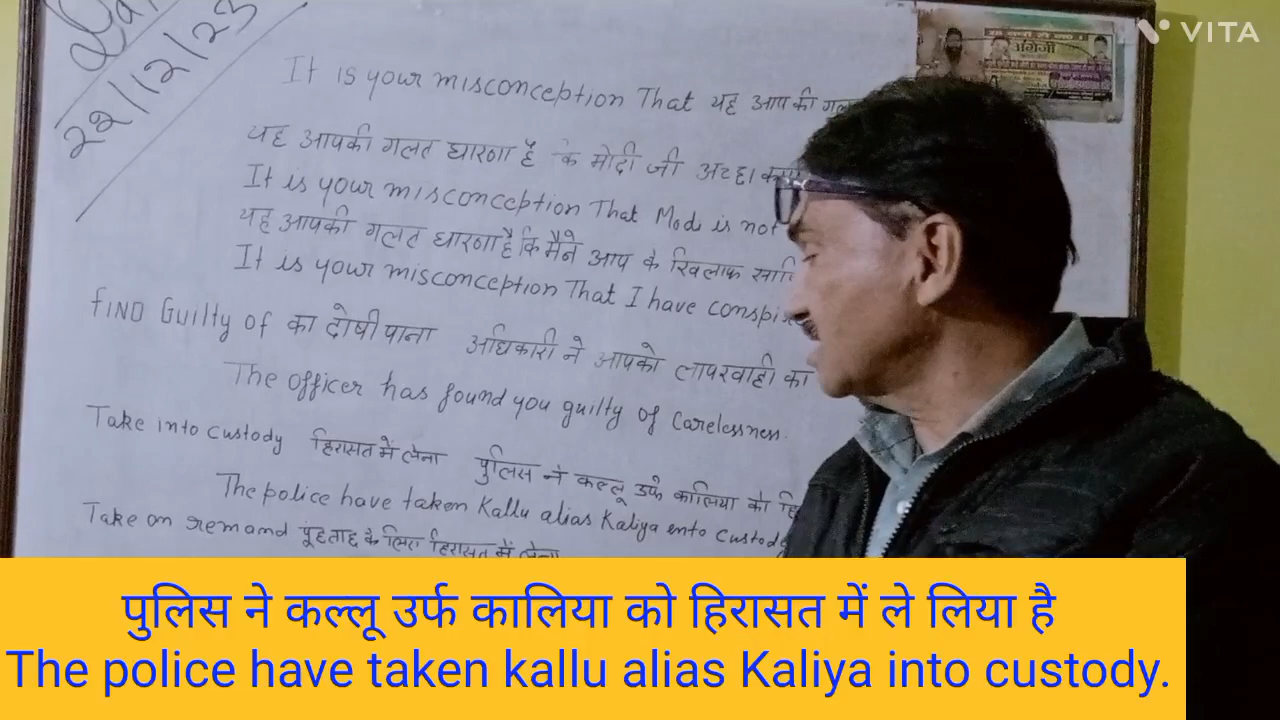 VITA
अंग्रेजी
Date
22/12/23
It is your misconception That यह आप की गल
यह आपकी गलत धारणा है कि मोदी जी अच्छा
It is your misconception That Modi is not
यह आपकी गलत धारणा है कि मैने आप के खिलाफ
It is your misconception That I have conspi
find Guilty of का दोषी पाना अधिकारी ने आपको लापरवाही का
The officer has found you guilty of Carelessness.
Take into custody हिरासत में लेना पुलिस ने कल्लू उर्फ कालिया को हि
The police have taken Kallu alias Kaliya into custody
Take on remand पूंछताछ के लिए हिरासत में लेना
पुलिस ने कल्लू उर्फ कालिया को हिरासत में ले लिया है
The police have taken kallu alias Kaliya into custody.